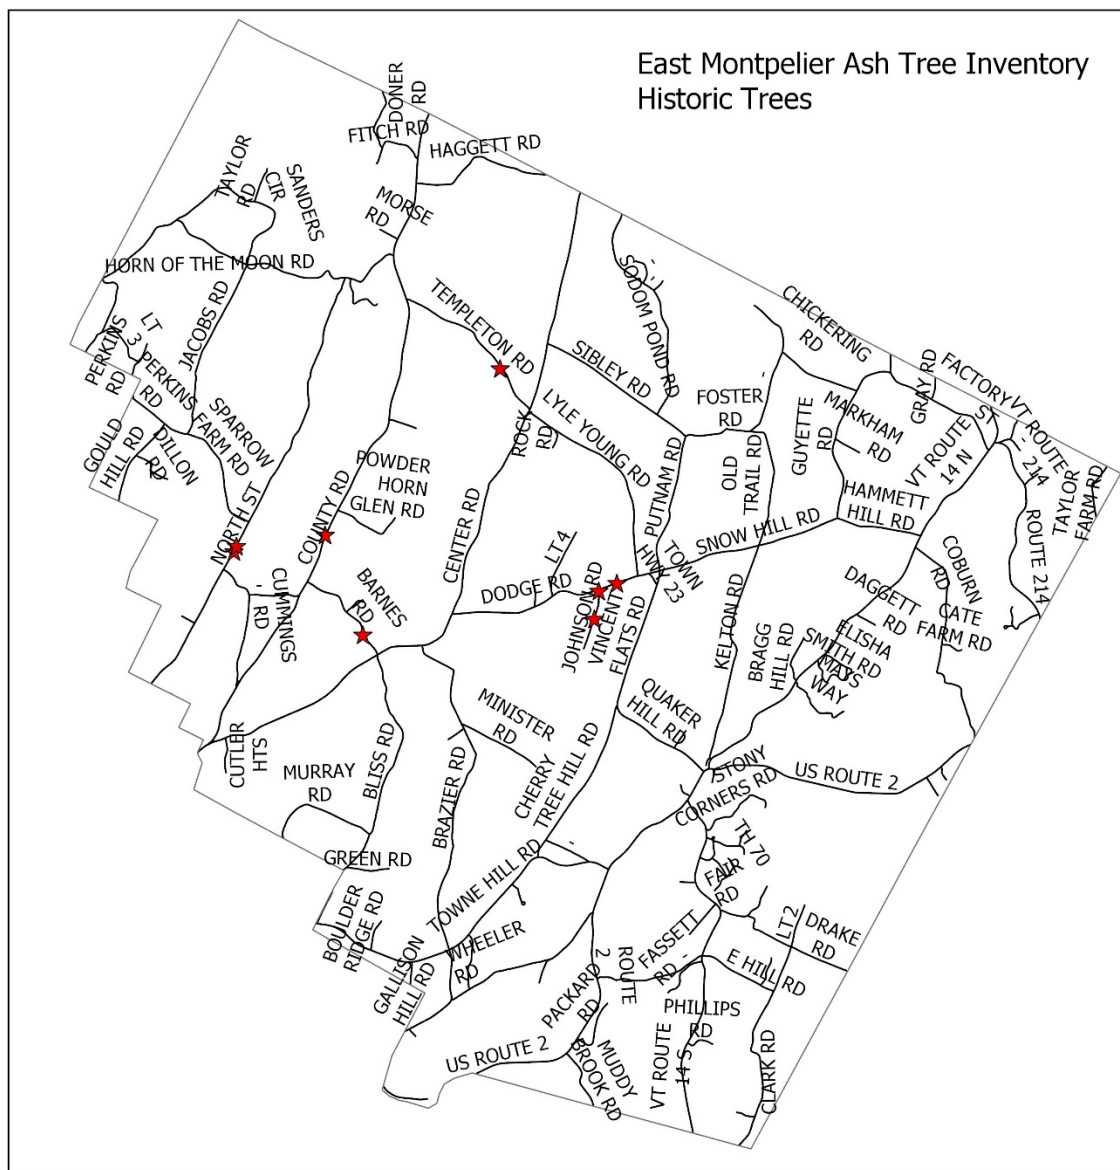 East Montpelier Ash Tree Inventory
Historic Trees
DONER
RD
FITCH RD
HAGGETT RD
TAYLOR
RD
CIR
SANDERS
MORSE
RD
HORN OF THE MOON RD
TEMPLETON RD
SODOM POND RD
CHICKERING
RD
PERKINS
RD
LT
3
PERKINS
RD
JACOBS RD
SIBLEY RD
FOSTER
RD
GRAY RD
FACTORY
ST
VT ROUTE
214
MARKHAM
RD
GUYETTE
RD
VT ROUTE
14 N
GOULD
HILL RD
DILLON
RD
SPARROW
FARM RD
ROCK
RD
LYLE YOUNG RD
PUTNAM RD
OLD
TRAIL RD
TAYLOR
FARM RD
POWDER
HORN
GLEN RD
HAMMETT
HILL RD
ROUTE 214
NORTH ST
COUNTY RD
CENTER RD
LT4
SNOW HILL RD
TOWN
HWY 23
COBURN
RD
CUMMINGS
RD
BARNES
RD
DODGE RD
JOHNSON RD
VINCENT
FLATS RD
KELTON RD
DAGGETT
RD
CATE
FARM RD
BRAGG
HILL RD
ELISHA
SMITH RD
MAYS
WAY
QUAKER
HILL RD
MINISTER
RD
CUTLER
HTS
BLISS RD
MURRAY
RD
BRAZIER RD
CHERRY
TREE HILL RD
STONY
CORNERS RD
US ROUTE 2
TH 70
GREEN RD
TOWNE HILL RD
FAIR
RD
BOULDER
RIDGE RD
GALLISON
HILL RD
WHEELER
RD
ROUTE
2
FASSETT
RD
LT2
DRAKE
RD
E HILL RD
PACKARD
RD
PHILLIPS
RD
US ROUTE 2
MUDDY
BROOK RD
VT ROUTE
14 S
CLARK RD